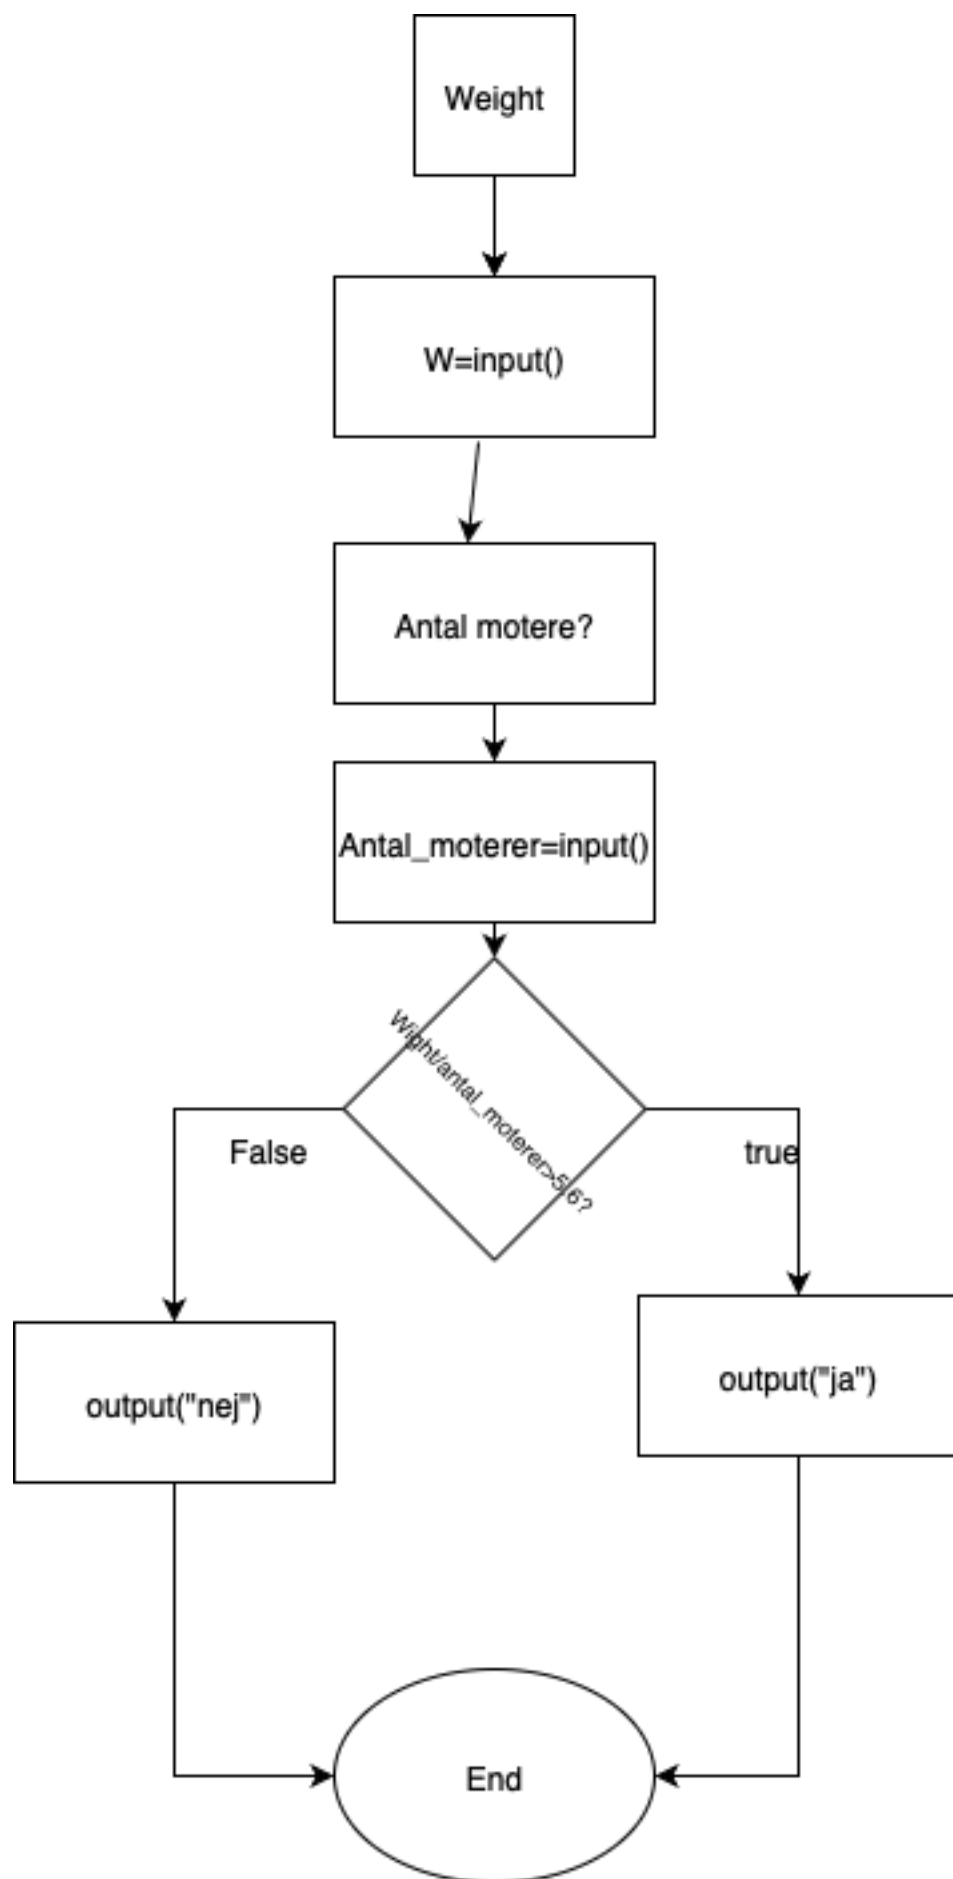 Weight
W=input()
Antal motere?
Antal_moterer=input()
Wight/antal_moterer>5.6?
False
true
output("ja")
output("nej")
End